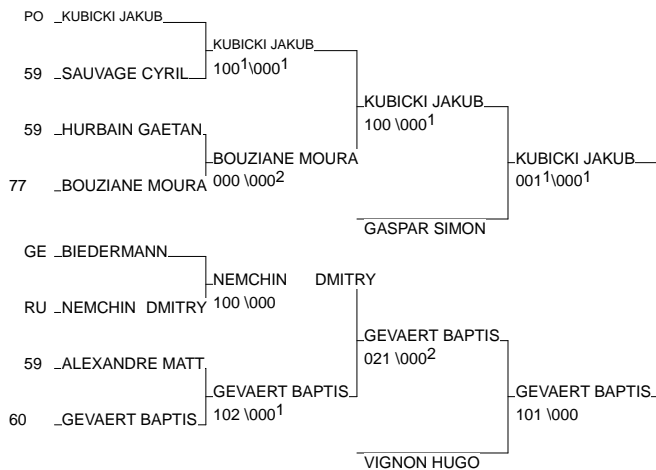 PO KUBICKI JAKUB
KUBICKI JAKUB
100¹\000¹
59 SAUVAGE CYRIL
KUBICKI JAKUB
100 \000¹
59 HURBAIN GAETAN
BOUZIANE MOURA
000 \000²
KUBICKI JAKUB
001¹\000¹
77 BOUZIANE MOURA
GASPAR SIMON
GE BIEDERMANN
NEMCHIN DMITRY
100 \000
RU NEMCHIN DMITRY
GEVAERT BAPTIS
021 \000²
59 ALEXANDRE MATT
GEVAERT BAPTIS
102 \000¹
GEVAERT BAPTIS
101 \000
60 GEVAERT BAPTIS
VIGNON HUGO